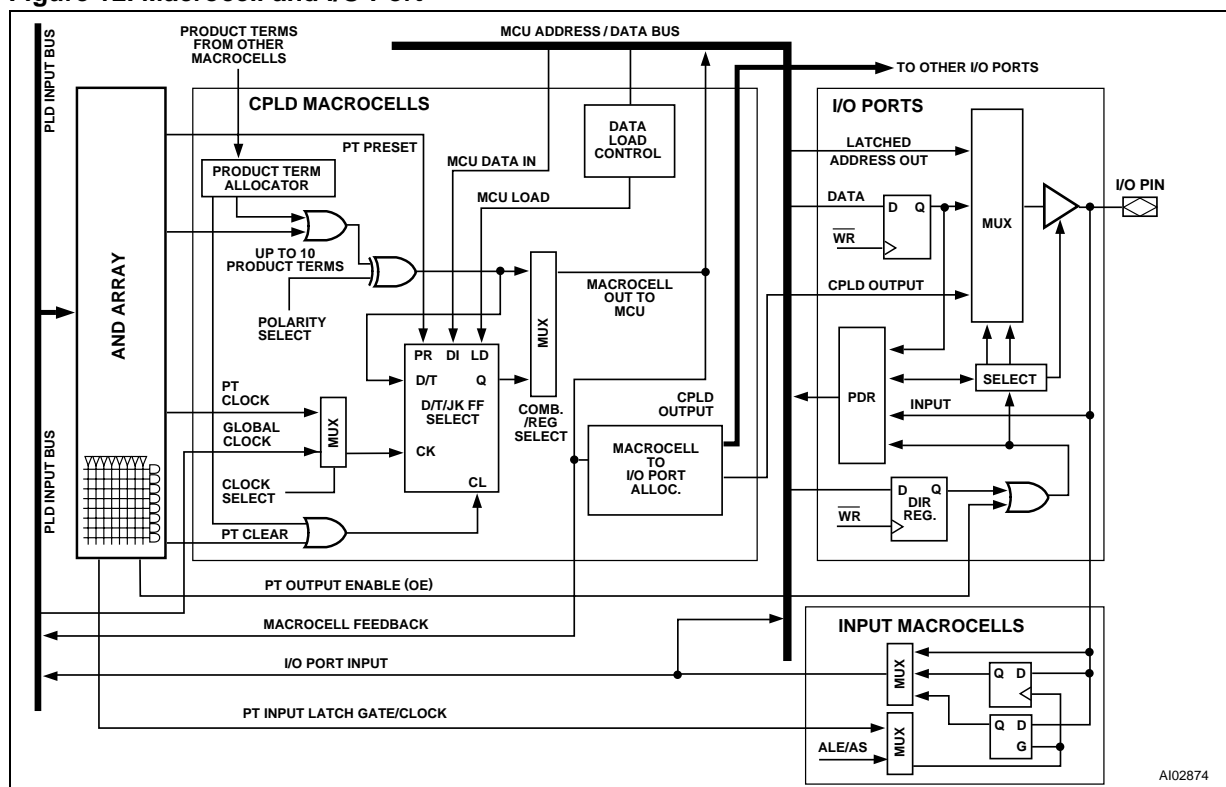 PRODUCT TERMS
FROM OTHER
MACROCELLS
MCU ADDRESS / DATA BUS
TO OTHER I/O PORTS
PLD INPUT BUS
CPLD MACROCELLS
I/O PORTS
AND ARRAY
PT PRESET
PRODUCT TERM
ALLOCATOR
MCU DATA IN
MCU LOAD
DATA
LOAD
CONTROL
LATCHED
ADDRESS OUT
DATA
D Q
WR
MUX
I/O PIN
UP TO 10
PRODUCT TERMS
POLARITY
SELECT
MUX
MACROCELL
OUT TO
MCU
CPLD OUTPUT
PR DI LD
D/T Q
D/T/JK FF
SELECT
CK
CL
COMB.
/REG
SELECT
CPLD
OUTPUT
MACROCELL
TO
I/O PORT
ALLOC.
PDR
SELECT
INPUT
PT
CLOCK
GLOBAL
CLOCK
MUX
CLOCK
SELECT
PLD INPUT BUS
PT CLEAR
D Q
DIR
REG.
WR
PT OUTPUT ENABLE (OE)
MACROCELL FEEDBACK
INPUT MACROCELLS
I/O PORT INPUT
MUX
Q D
PT INPUT LATCH GATE/CLOCK
Q D
G
MUX
ALE/AS
AI02874